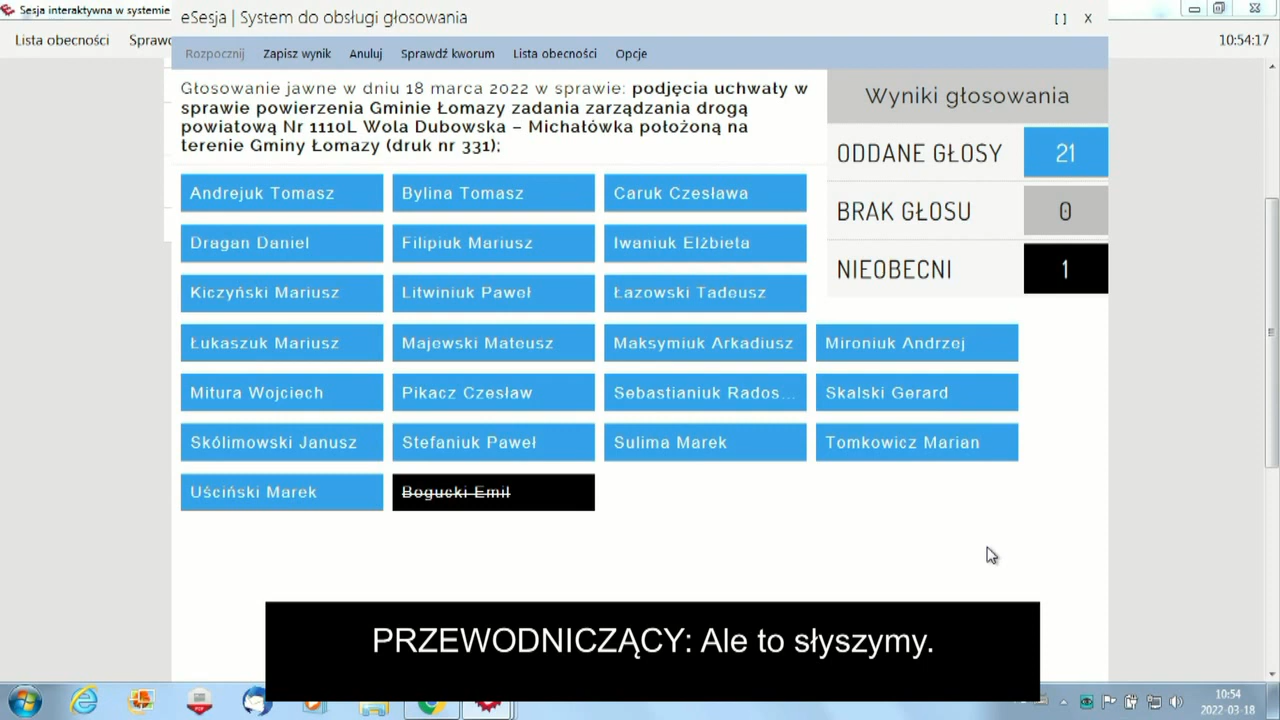 Sesja interaktywna w systemie
eSesja | System do obsługi głosowania
[ ] X
Lista obecności
Rozpocznij Zapisz wynik Anuluj Sprawdź kworum Lista obecności Opcje
10:54:17
Głosowanie jawne w dniu 18 marca 2022 w sprawie: podjęcia uchwały w
sprawie powierzenia Gminie Łomazy zadania zarządzania drogą
powiatową Nr 1110L Wola Dubowska – Michałówka położoną na
terenie Gminy Łomazy (druk nr 331);
Wyniki głosowania
ODDANE GŁOSY 21
BRAK GŁOSU 0
NIEOBECNI 1
Andrejuk Tomasz Bylina Tomasz Caruk Czesława
Dragan Daniel Filipiuk Mariusz Iwaniuk Elżbieta
Kiczyński Mariusz Litwiniuk Paweł Łazowski Tadeusz
Łukaszuk Mariusz Majewski Mateusz Maksymiuk Arkadiusz Mironiuk Andrzej
Mitura Wojciech Pikacz Czesław Sebastianiuk Rados... Skalski Gerard
Skólimowski Janusz Stefaniuk Paweł Sulima Marek Tomkowicz Marian
Uściński Marek Bogucki Emil
PRZEWODNICZĄCY: Ale to słyszymy.
10:54
2022-03-18